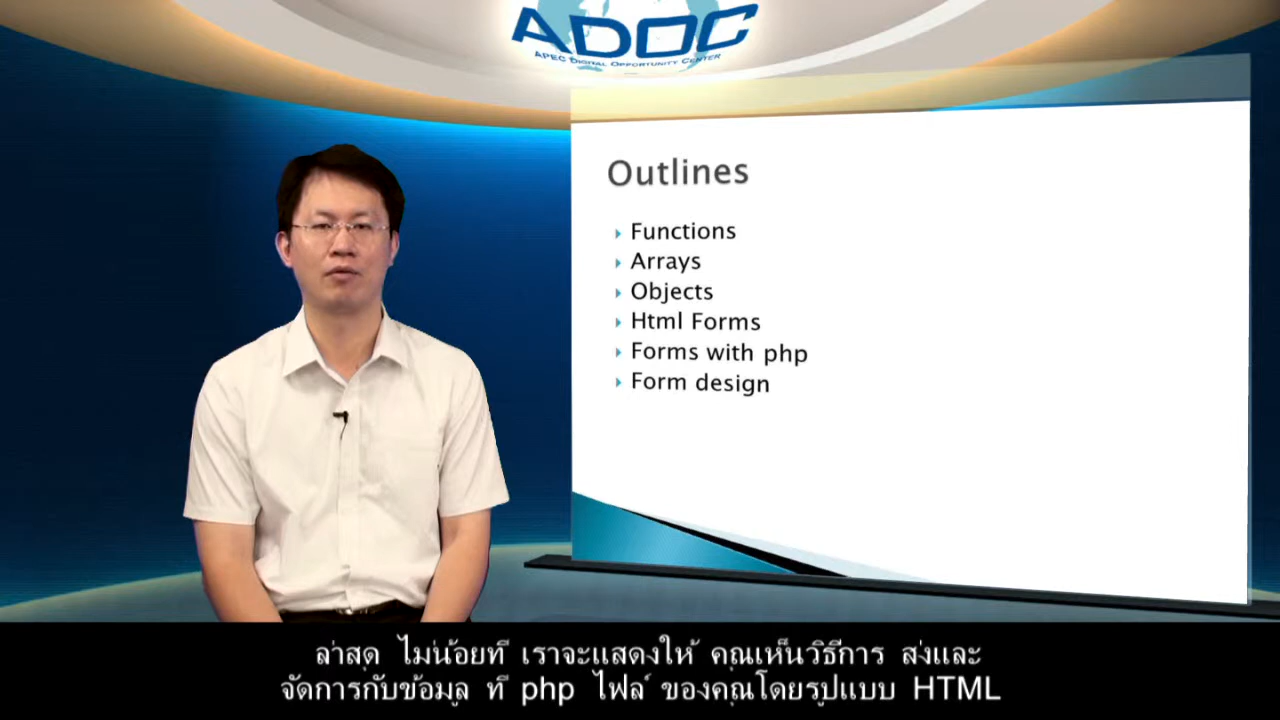 ADOC
APEC DIGITAL OPPORTUNITY CENTER
Outlines
Functions
Arrays
Objects
Html Forms
Forms with php
Form design
ล่าสุด ไม่น้อยที่ เราจะแสดงให้ คุณเห็นวิธีการ ส่งและ
จัดการกับข้อมูล ที่ php ไฟล์ ของคุณโดยรูปแบบ HTML